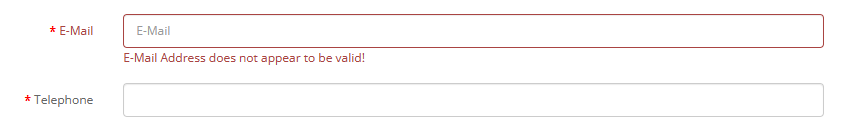 * E-Mail
E-Mail
E-Mail Address does not appear to be valid!
* Telephone